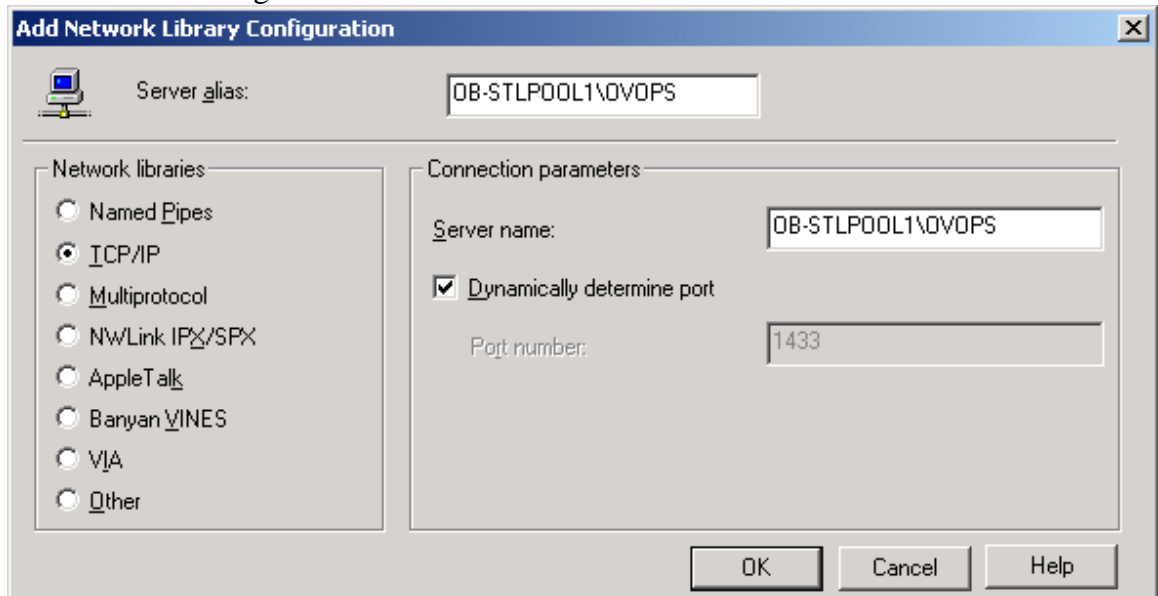 Add Network Library Configuration
Server alias:
OB-STLPOOL1\OVOPS
Network libraries
Named Pipes
TCP/IP
Multiprotocol
NWLink IPX/SPX
AppleTalk
Banyan VINES
VIA
Other
Connection parameters
Server name:
OB-STLPOOL1\OVOPS
Dynamically determine port
Port number:
1433
OK
Cancel
Help